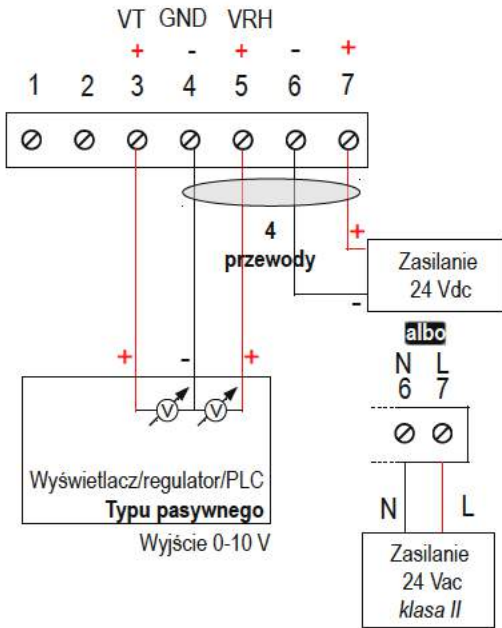 VT GND VRH
+ - + - +
1 2 3 4 5 6 7
4
przewody
+
-
Zasilanie
24 Vdc
albo
N L
6 7
+ - +
V V
Wyświetlacz/regulator/PLC
Typu pasywnego
Wyjście 0-10 V
N L
Zasilanie
24 Vac
klasa II